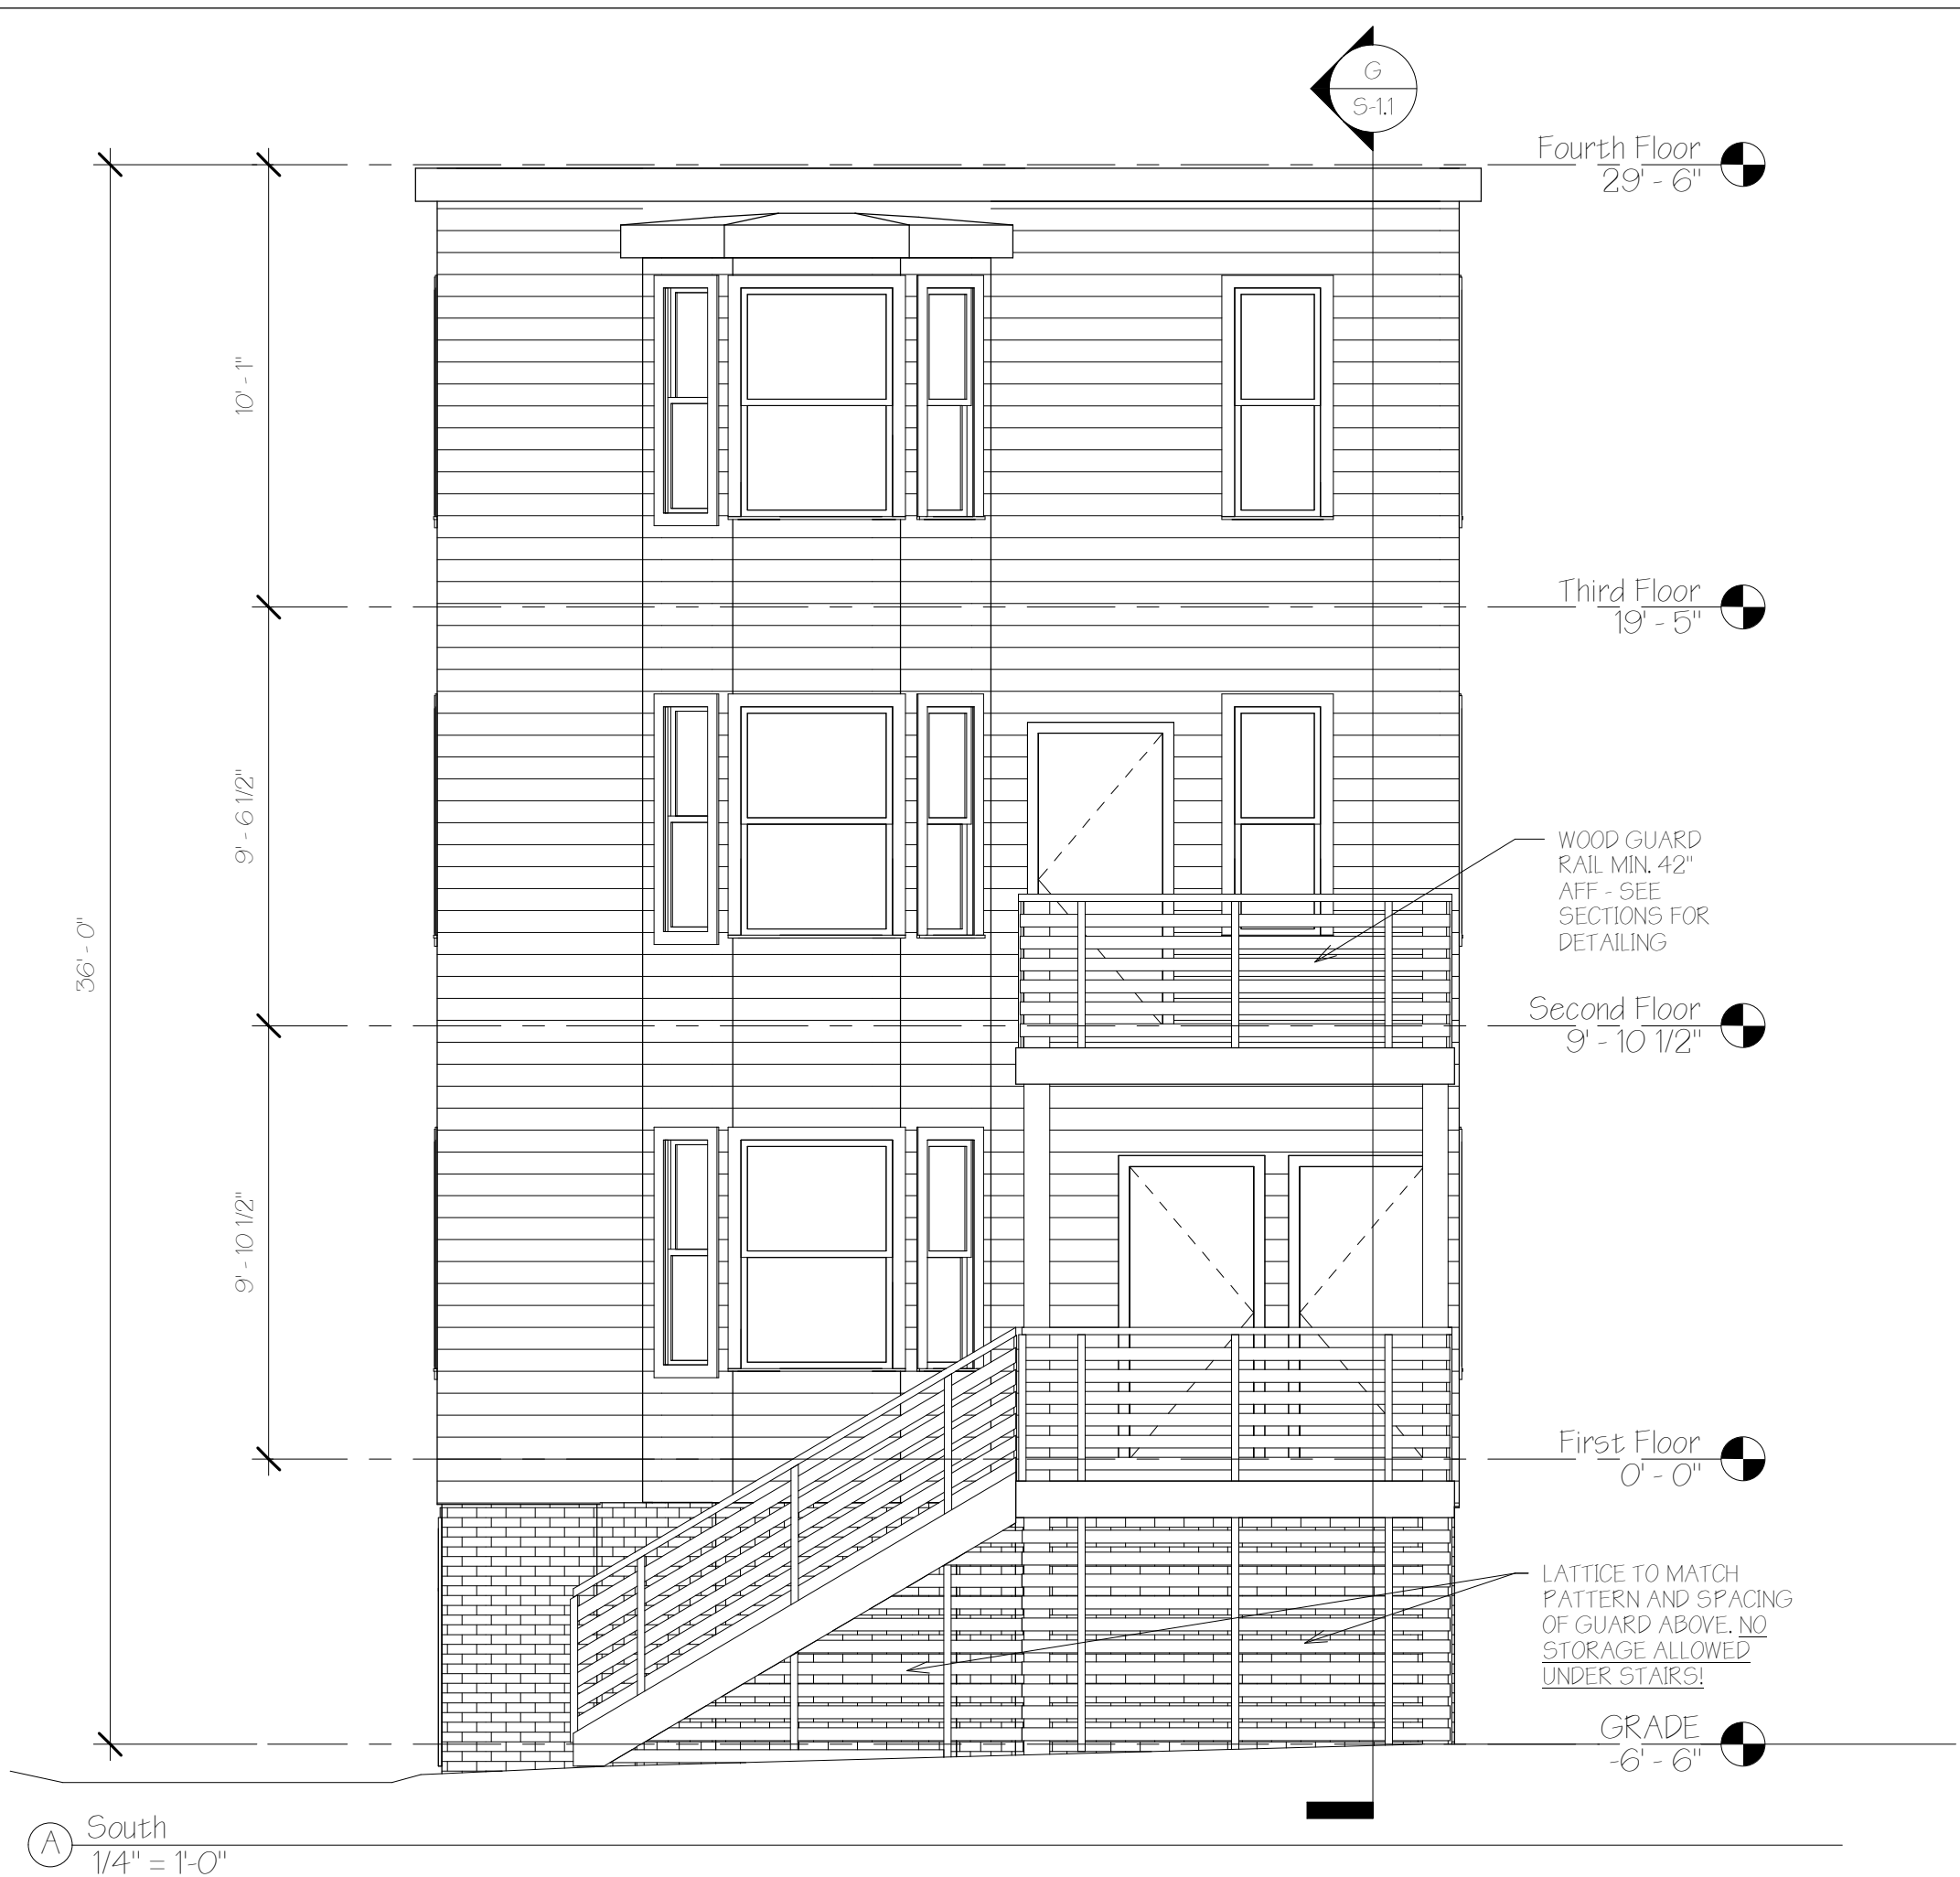 G
S-1.1
Fourth Floor
29' - 6"
10' - 1"
Third Floor
19' - 5"
9' - 6 1/2"
WOOD GUARD
RAIL MIN. 42"
AFF - SEE
SECTIONS FOR
DETAILING
36' - 0"
Second Floor
9' - 10 1/2"
9' - 10 1/2"
First Floor
0' - 0"
LATTICE TO MATCH
PATTERN AND SPACING
OF GUARD ABOVE. NO
STORAGE ALLOWED
UNDER STAIRS!
GRADE
-6' - 6"
A
South
1/4" = 1'-0"